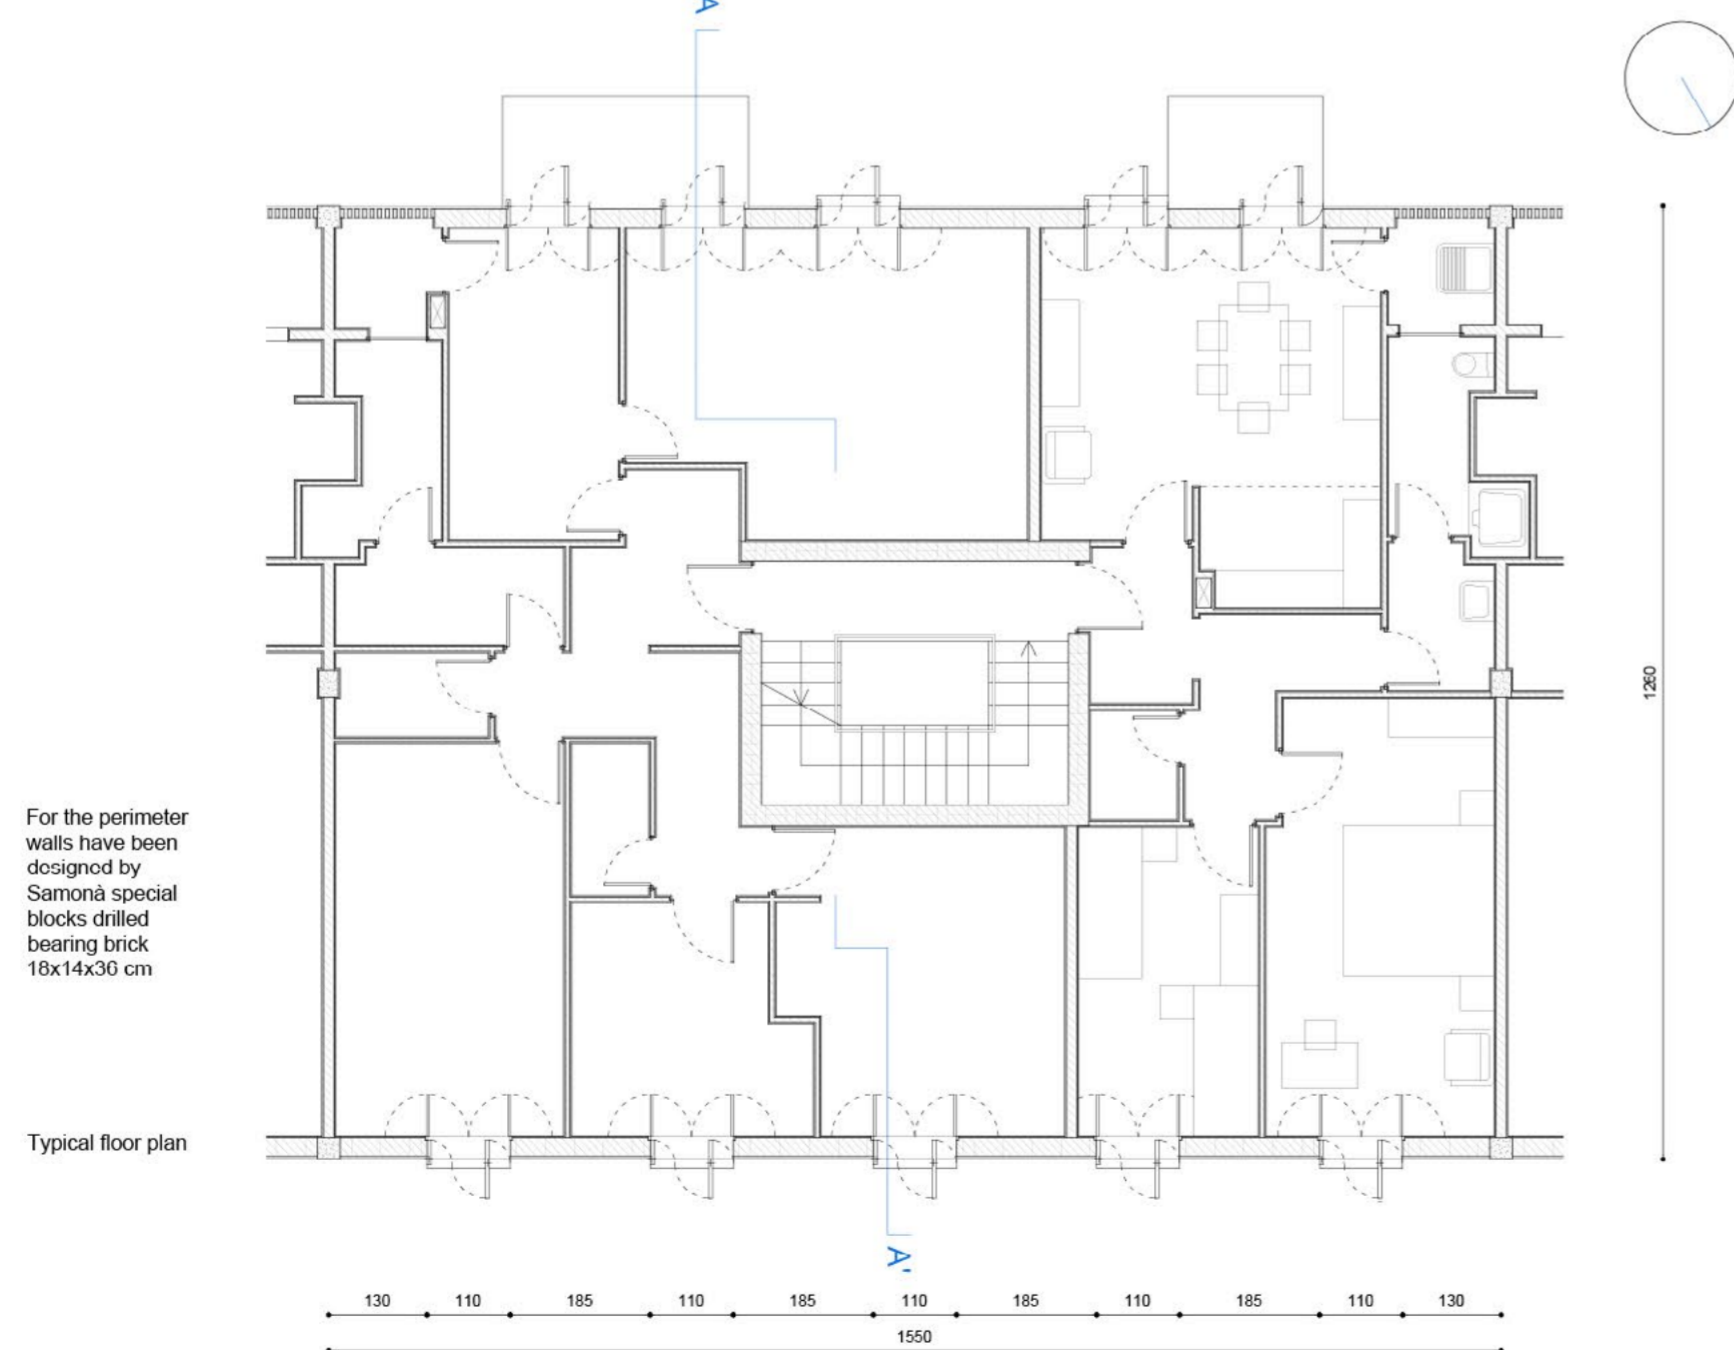 A
For the perimeter
walls have been
designed by
Samonà special
blocks drilled
bearing brick
18x14x36 cm
Typical floor plan
1260
A'
130 110 185 110 185 110 185 110 185 110 130
1550